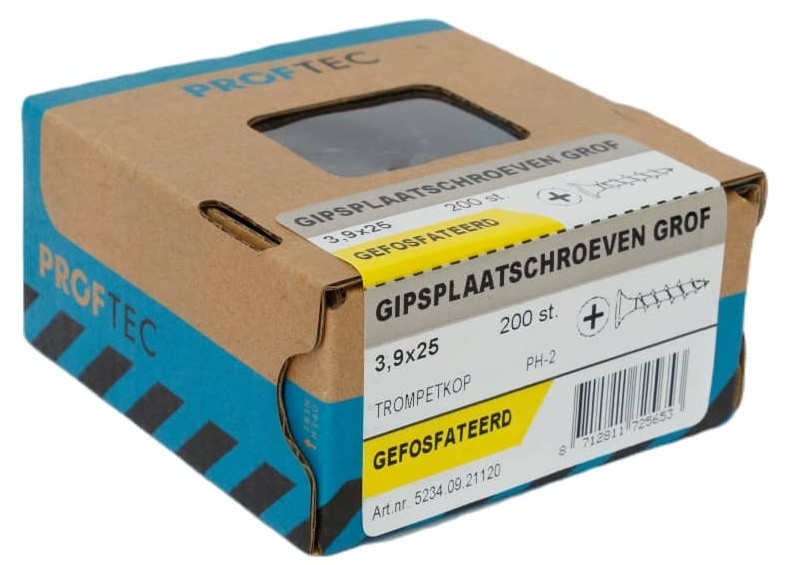 PROFTEC
GIPSPLAATSCHROEVEN GROF
3,9x25
200 st.
GEFOSFATEERD
PROFTEC
GIPSPLAATSCHROEVEN GROF
3,9x25
200 st.
TROMPETKOP
PH-2
GEFOSFATEERD
8 712811 725653
Art.nr. 5234.09.21120